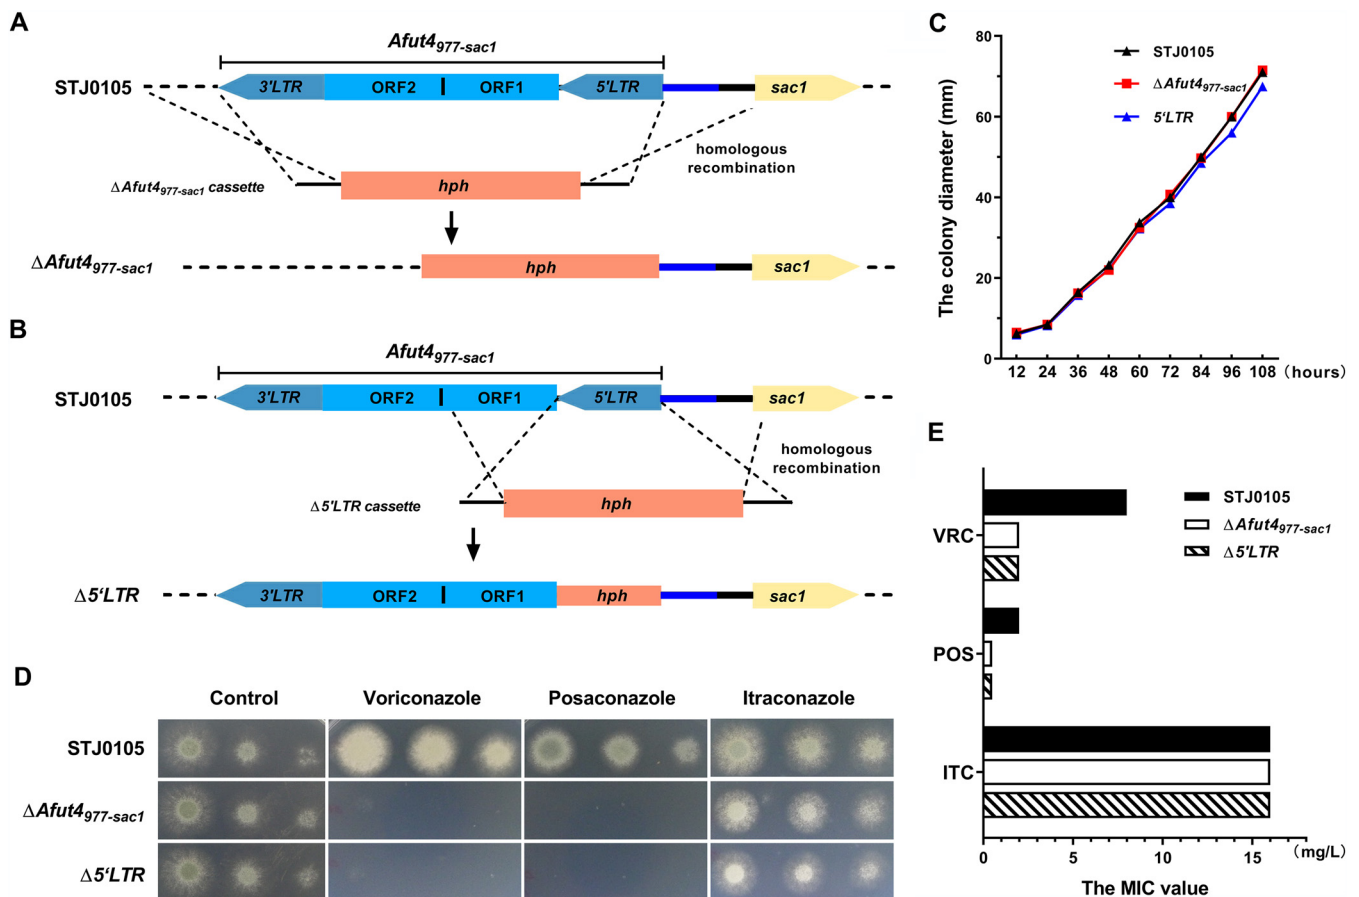 A
Afut4977-sac1
STJ0105
3'LTR ORF2 ORF1 5'LTR sac1
homologous
recombination
ΔAfut4977-sac1 cassette
hph
ΔAfut4977-sac1
hph sac1
B
Afut4977-sac1
STJ0105
3'LTR ORF2 ORF1 5'LTR sac1
homologous
recombination
Δ5'LTR cassette
hph
Δ5'LTR
3'LTR ORF2 ORF1 hph sac1
C
The colony diameter (mm)
80
60
40
20
0
12 24 36 48 60 72 84 96 108 (hours)
STJ0105
ΔAfut4977-sac1
5'LTR
D
Control Voriconazole Posaconazole Itraconazole
STJ0105
ΔAfut4977-sac1
Δ5'LTR
E
STJ0105
ΔAfut4977-sac1
Δ5'LTR
VRC
POS
ITC
0 5 10 15 (mg/L)
The MIC value